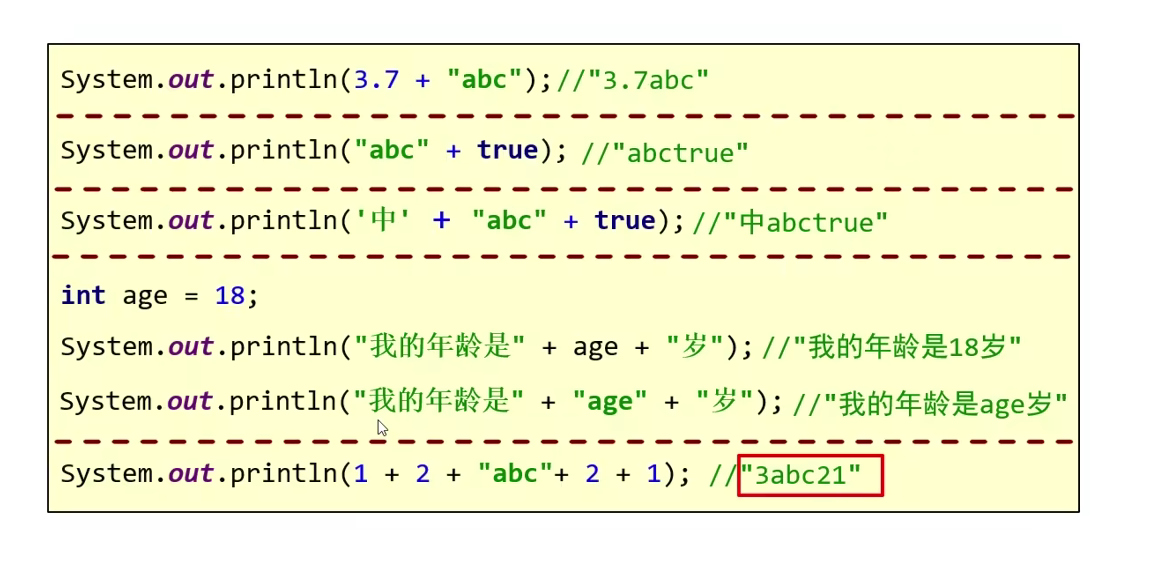 System.out.println(3.7 + "abc");//"3.7abc"
System.out.println("abc" + true); //"abctrue"
System.out.println('中' + "abc" + true);//"中abctrue"
int age = 18;
System.out.println("我的年龄是" + age + "岁");//"我的年龄是18岁"
System.out.println("我的年龄是" + "age" + "岁"); //"我的年龄是age岁"
System.out.println(1 + 2 + "abc"+ 2 + 1); //"3abc21"